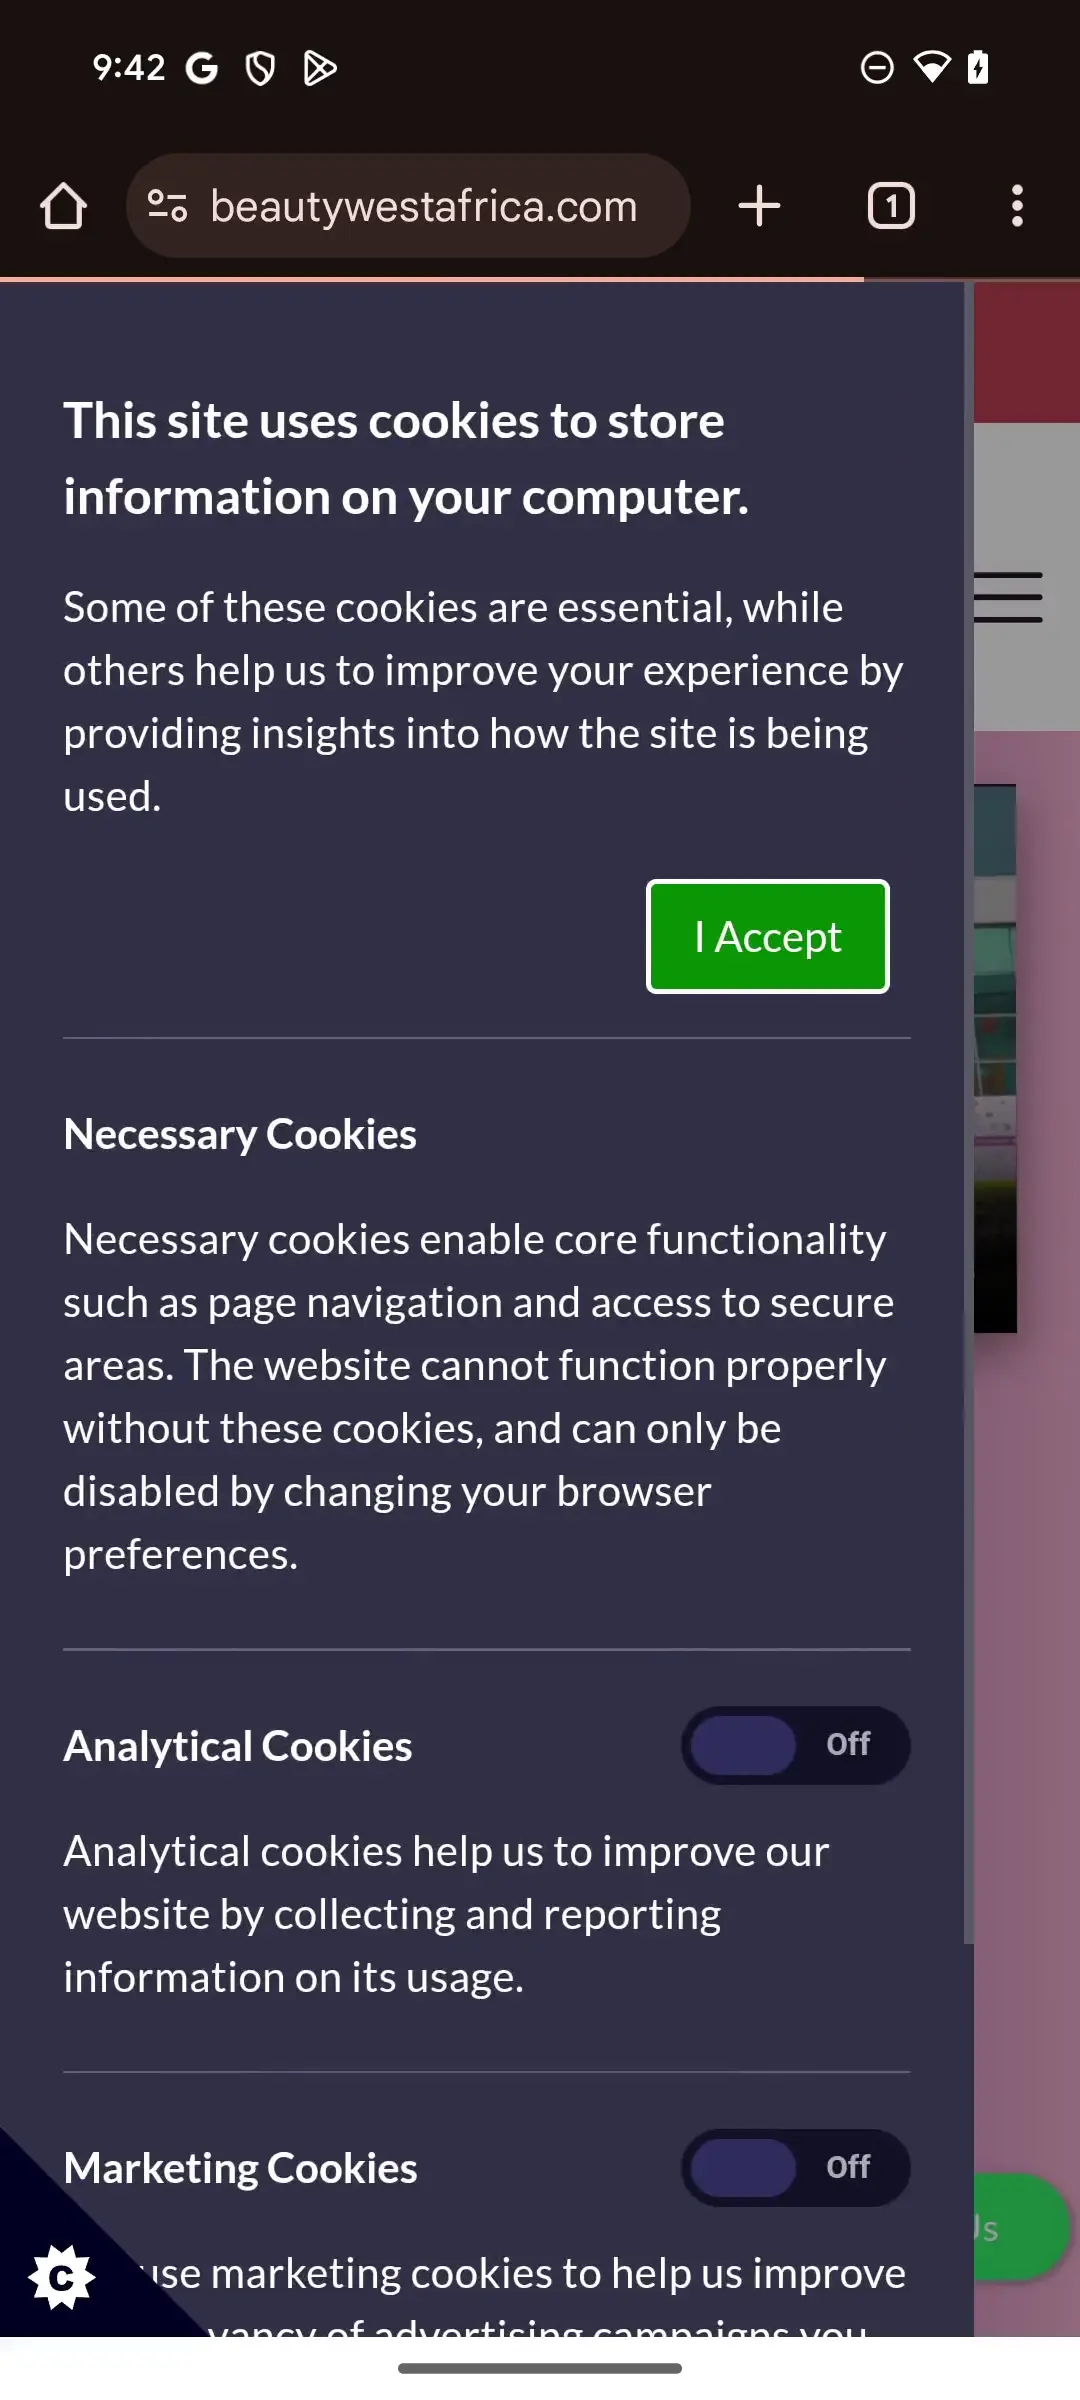 9:42
beautywestafrica.com
1
This site uses cookies to store
information on your computer.
Some of these cookies are essential, while
others help us to improve your experience by
providing insights into how the site is being
used.
I Accept
Necessary Cookies
Necessary cookies enable core functionality
such as page navigation and access to secure
areas. The website cannot function properly
without these cookies, and can only be
disabled by changing your browser
preferences.
Analytical Cookies
Off
Analytical cookies help us to improve our
website by collecting and reporting
information on its usage.
Marketing Cookies
Off
use marketing cookies to help us improve
of advertising campaigns you